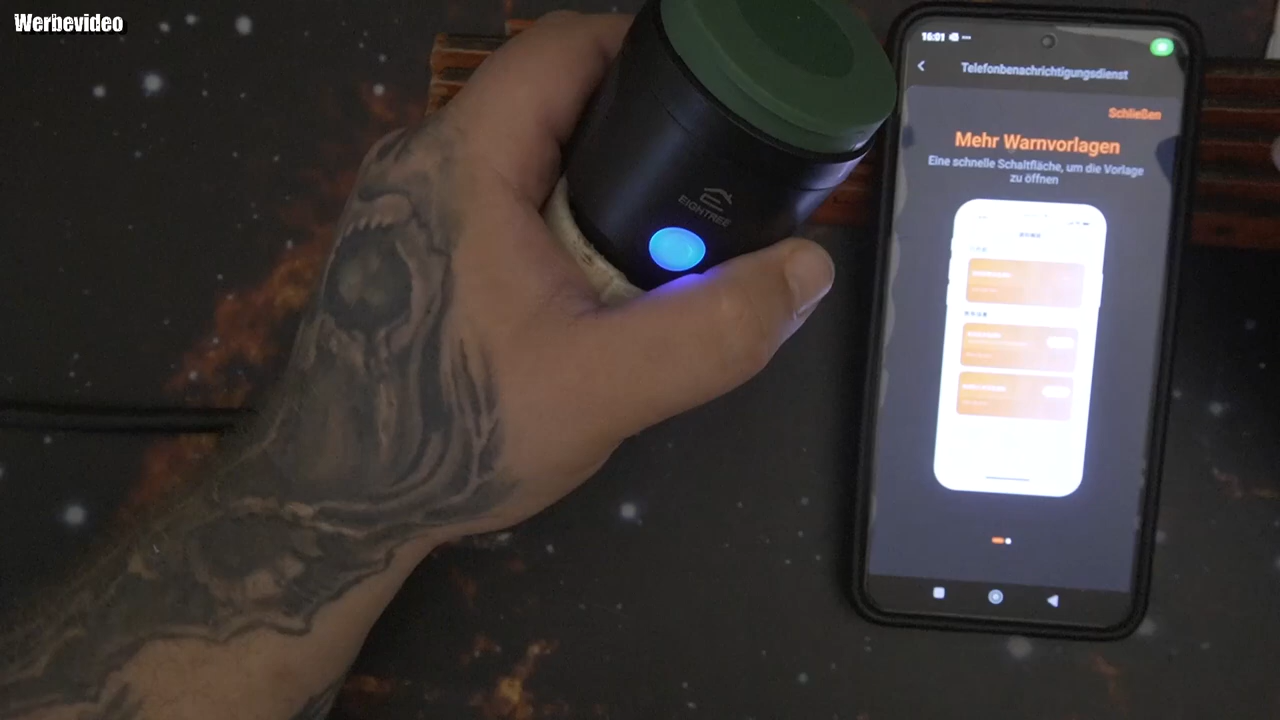 Werbevideo
16:01
Telefonbenachrichtigungsdienst
Schließen
Mehr Warnvorlagen
Eine schnelle Schaltfläche, um die Vorlage
zu öffnen
EIGHTREE